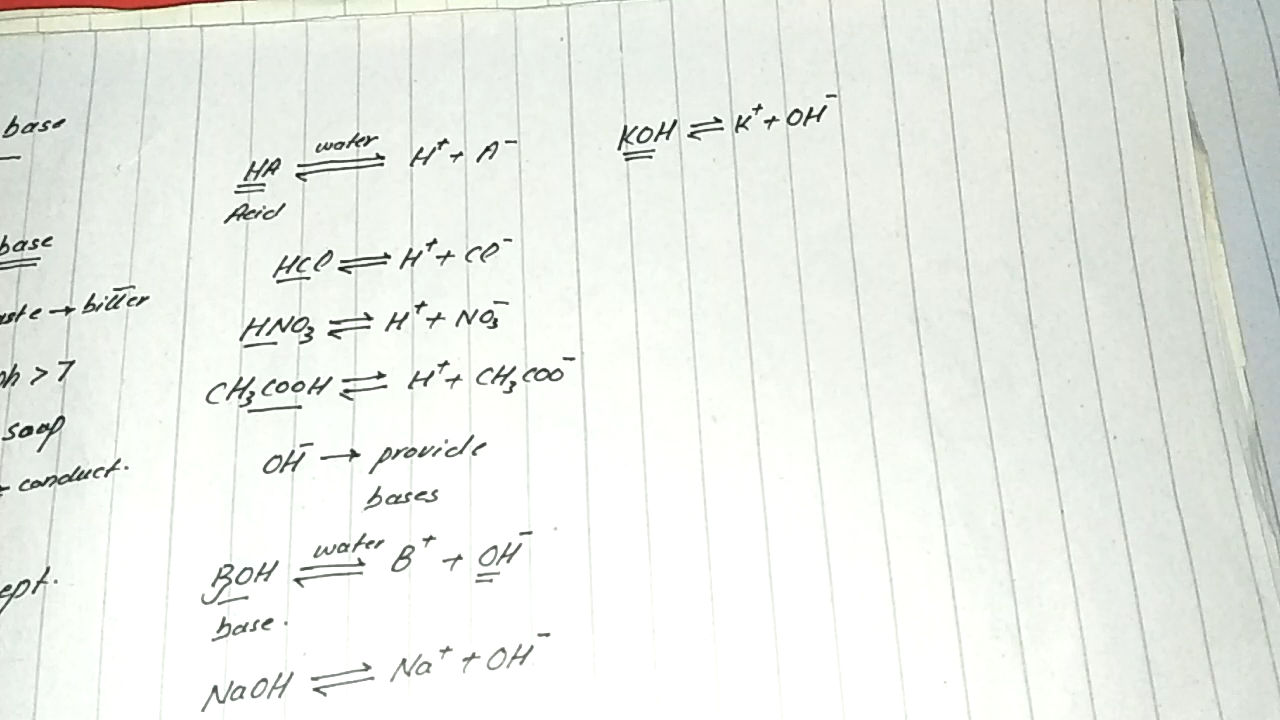 base
base
→ bitter
> 7
soap
conduct.
HA ⇌ water H⁺ + A⁻
Acid
HCl ⇌ H⁺ + Cl⁻
HNO₃ ⇌ H⁺ + NO₃⁻
CH₃COOH ⇌ H⁺ + CH₃COO⁻
OH⁻ → provide
bases
BOH ⇌ water B⁺ + OH⁻
base.
NaOH ⇌ Na⁺ + OH⁻
KOH ⇌ K⁺ + OH⁻